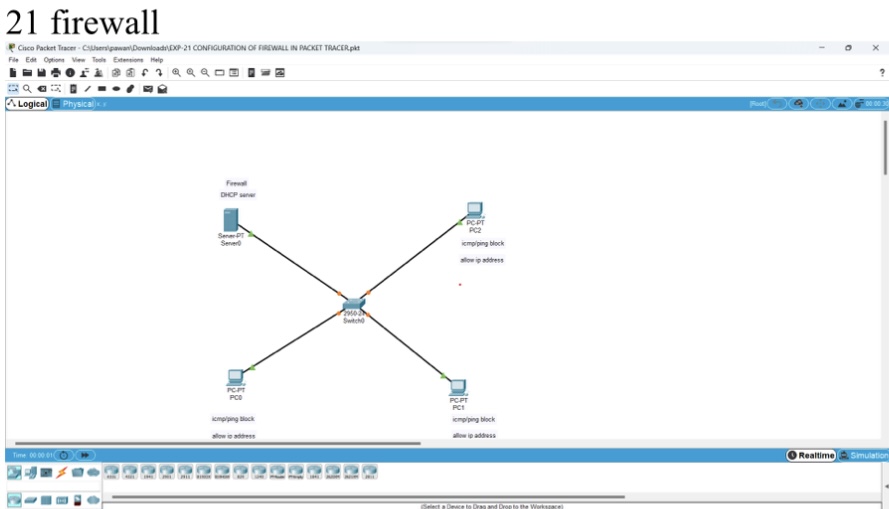 21 firewall
Cisco Packet Tracer - C:\Users\pawan\Downloads\EXP-21 CONFIGURATION OF FIREWALL IN PACKET TRACER.pkt
File Edit Options View Tools Extensions Help
Logical Physical
[Root]
Firewall
DHCP server
Server-PT
Server0
PC-PT
PC2
icmp/ping block
allow ip address
2950-24
Switch0
PC-PT
PC0
PC-PT
PC1
icmp/ping block
icmp/ping block
allow ip address
allow ip address
Time: 00:00:01
Realtime Simulation
(Select a Device to Drag and Drop to the Workspace)